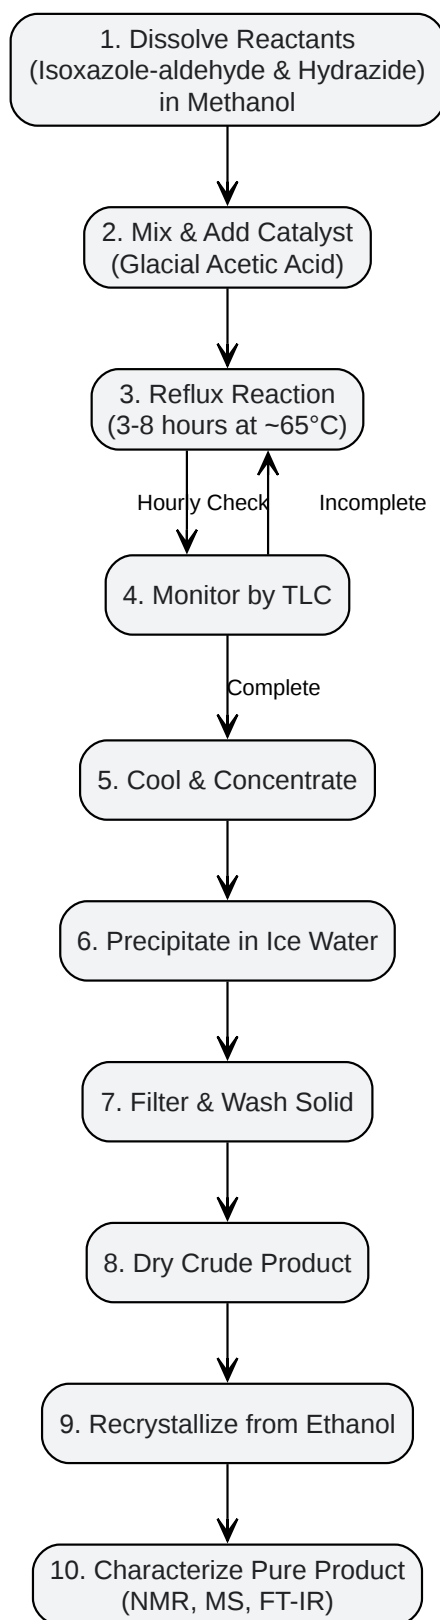 1. Dissolve Reactants
(Isoxazole-aldehyde & Hydrazide)
in Methanol
2. Mix & Add Catalyst
(Glacial Acetic Acid)
3. Reflux Reaction
(3-8 hours at ~65°C)
Hourly Check
Incomplete
4. Monitor by TLC
Complete
5. Cool & Concentrate
6. Precipitate in Ice Water
7. Filter & Wash Solid
8. Dry Crude Product
9. Recrystallize from Ethanol
10. Characterize Pure Product
(NMR, MS, FT-IR)